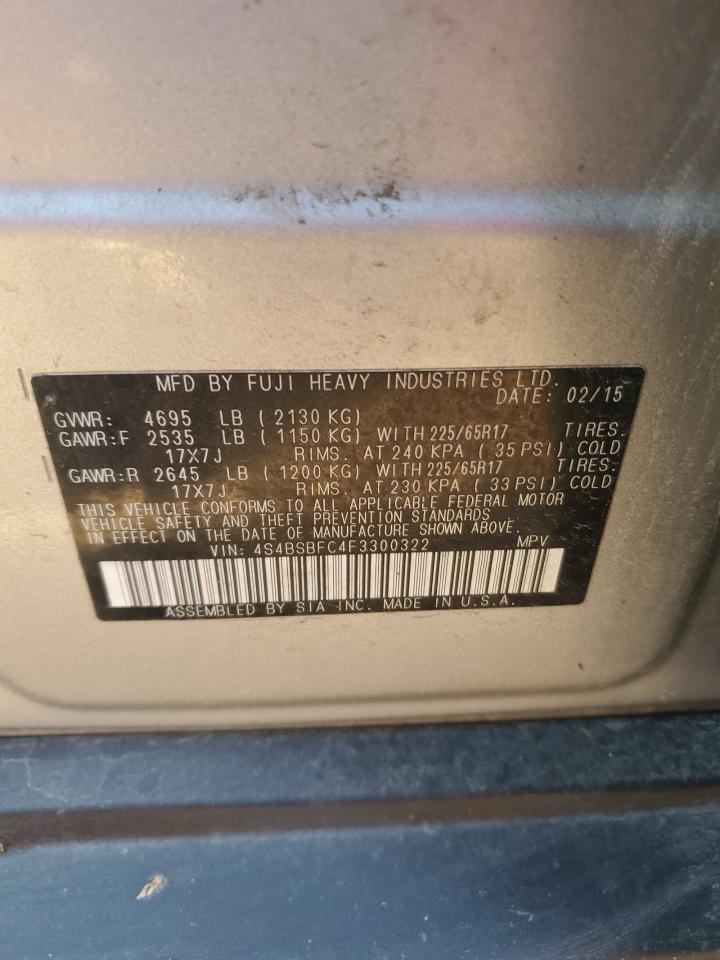 MFD BY FUJI HEAVY INDUSTRIES LTD.
DATE: 02/15
GVWR: 4695 LB ( 2130 KG)
GAWR:F 2535 LB ( 1150 KG) WITH 225/65R17 TIRES.
17X7J RIMS. AT 240 KPA ( 35 PSI) COLD
GAWR:R 2645 LB ( 1200 KG) WITH 225/65R17 TIRES.
17X7J RIMS. AT 230 KPA ( 33 PSI) COLD
THIS VEHICLE CONFORMS TO ALL APPLICABLE FEDERAL MOTOR
VEHICLE SAFETY AND THEFT PREVENTION STANDARDS
IN EFFECT ON THE DATE OF MANUFACTURE SHOWN ABOVE.
VIN: 4S4BSBFC4F3300322 MPV
ASSEMBLED BY SIA INC. MADE IN U.S.A.